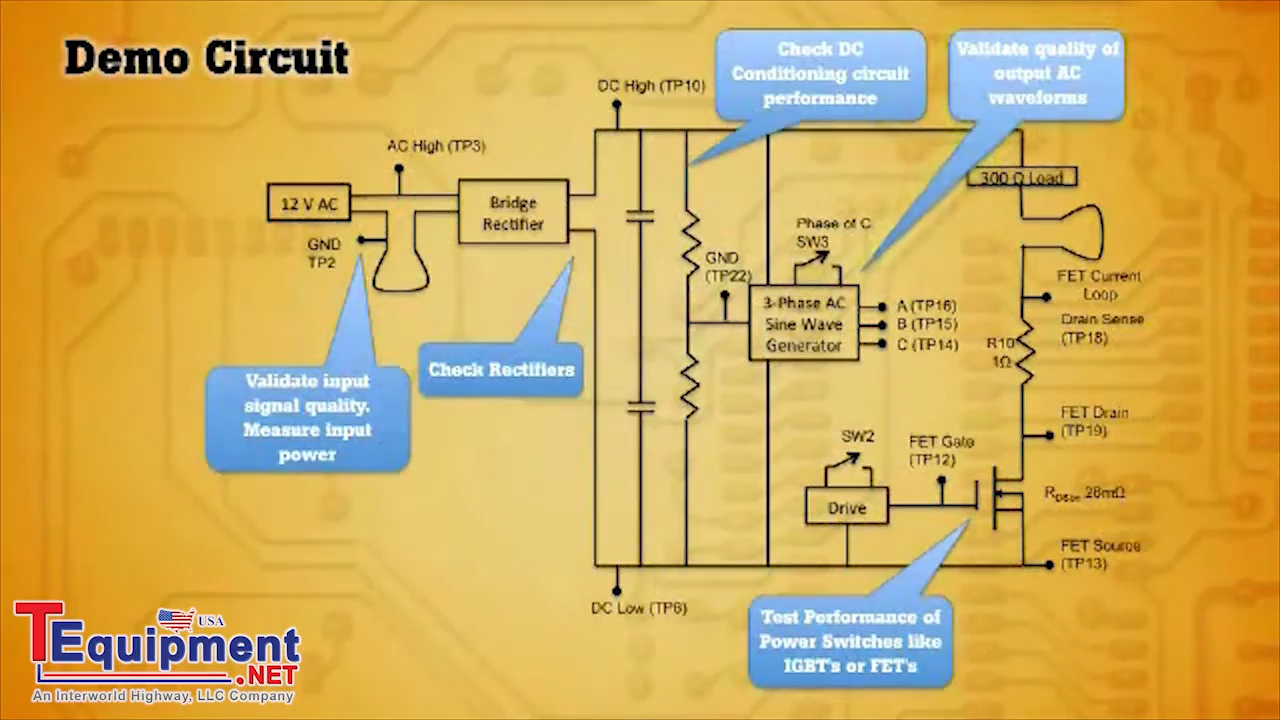 Demo Circuit
Check DC
Conditioning circuit
performance
Validate quality of
output AC
waveforms
DC High (TP10)
AC High (TP3)
12 V AC
Bridge
Rectifier
300 Ω Load
GND
TP2
Phase of C
SW3
GND
(TP22)
3-Phase AC
Sine Wave
Generator
A (TP16)
B (TP15)
C (TP14)
FET Current
Loop
Drain Sense
(TP18)
R10
1Ω
Check Rectifiers
Validate input
signal quality.
Measure input
power
FET Drain
(TP19)
SW2
FET Gate
(TP12)
Drive
RDSon 28mΩ
FET Source
(TP13)
DC Low (TP6)
Test Performance of
Power Switches like
IGBT's or FET's
USA
TEquipment
.NET
An Interworld Highway, LLC Company